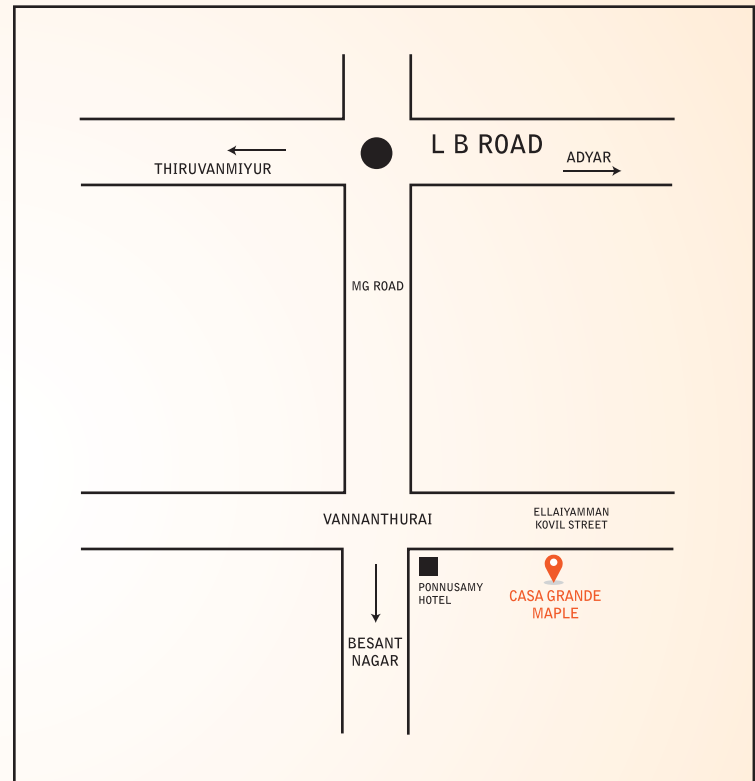 L B ROAD
ADYAR
THIRUVANMIYUR
MG ROAD
VANNANTHURAI
ELLAIYAMMAN
KOVIL STREET
PONNUSAMY
HOTEL
CASA GRANDE
MAPLE
BESANT
NAGAR